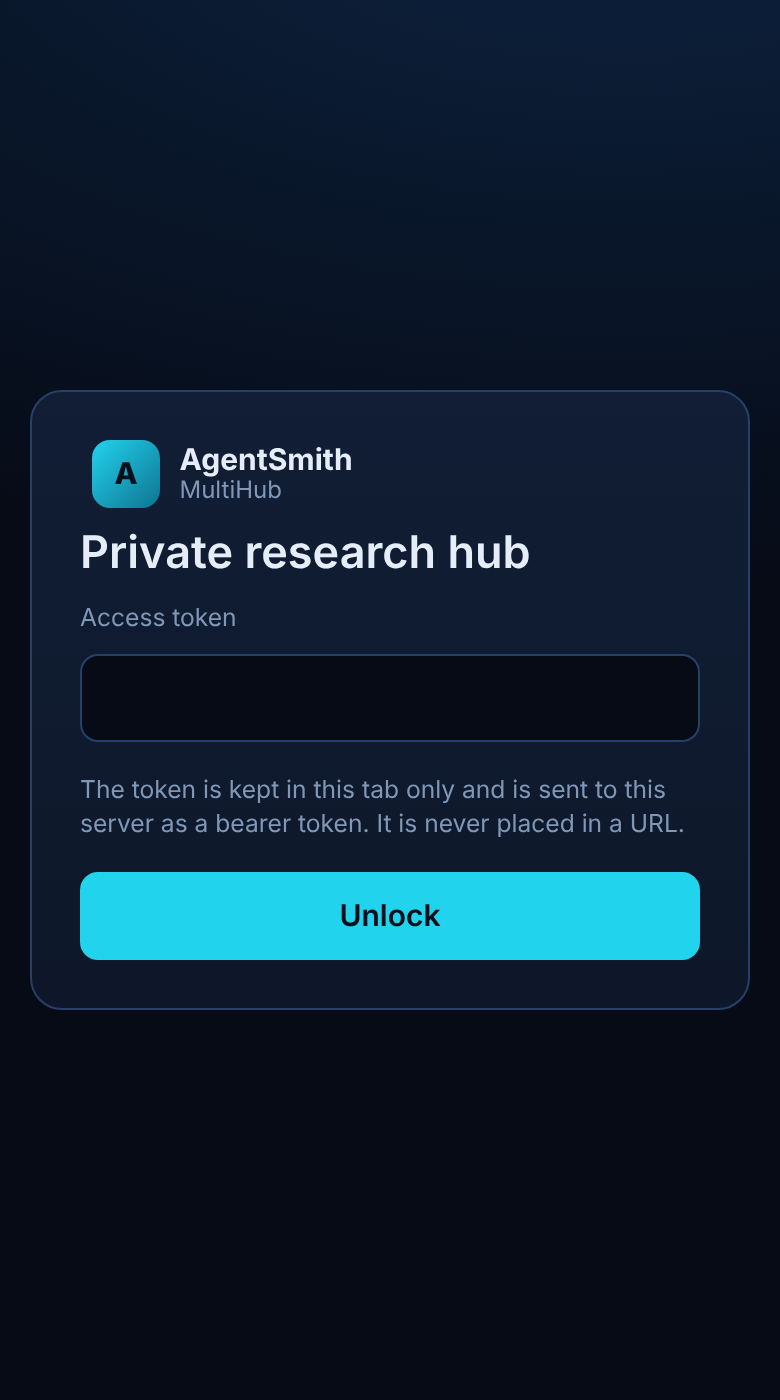 A
AgentSmith
MultiHub
Private research hub
Access token
The token is kept in this tab only and is sent to this
server as a bearer token. It is never placed in a URL.
Unlock